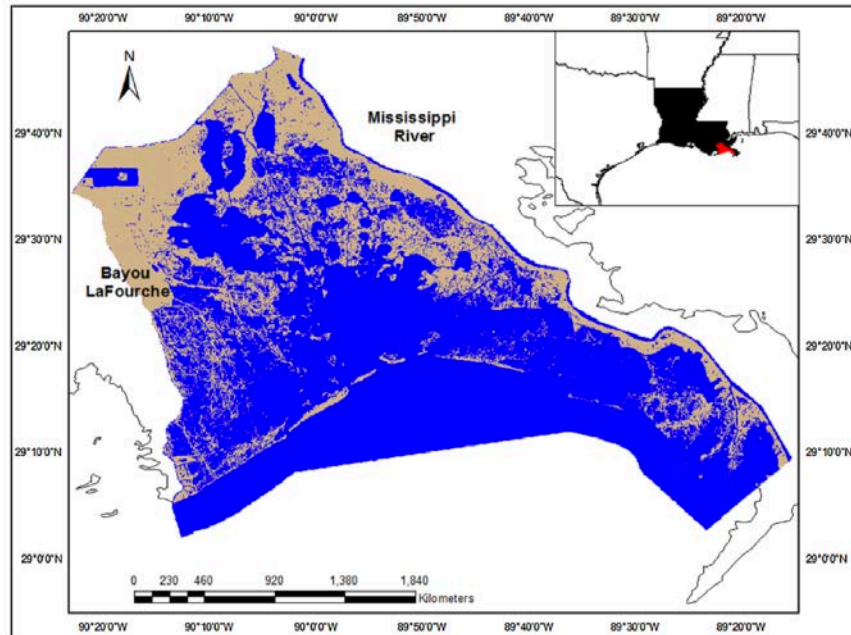 90°20'0"W 90°10'0"W 90°0'0"W 89°50'0"W 89°40'0"W 89°30'0"W 89°20'0"W
N
Mississippi
River
29°40'0"N 29°40'0"N
29°30'0"N 29°30'0"N
Bayou
LaFourche
29°20'0"N 29°20'0"N
29°10'0"N 29°10'0"N
29°0'0"N 29°0'0"N
0 230 460 920 1,380 1,840
Kilometers
90°20'0"W 90°10'0"W 90°0'0"W 89°50'0"W 89°40'0"W 89°30'0"W 89°20'0"W